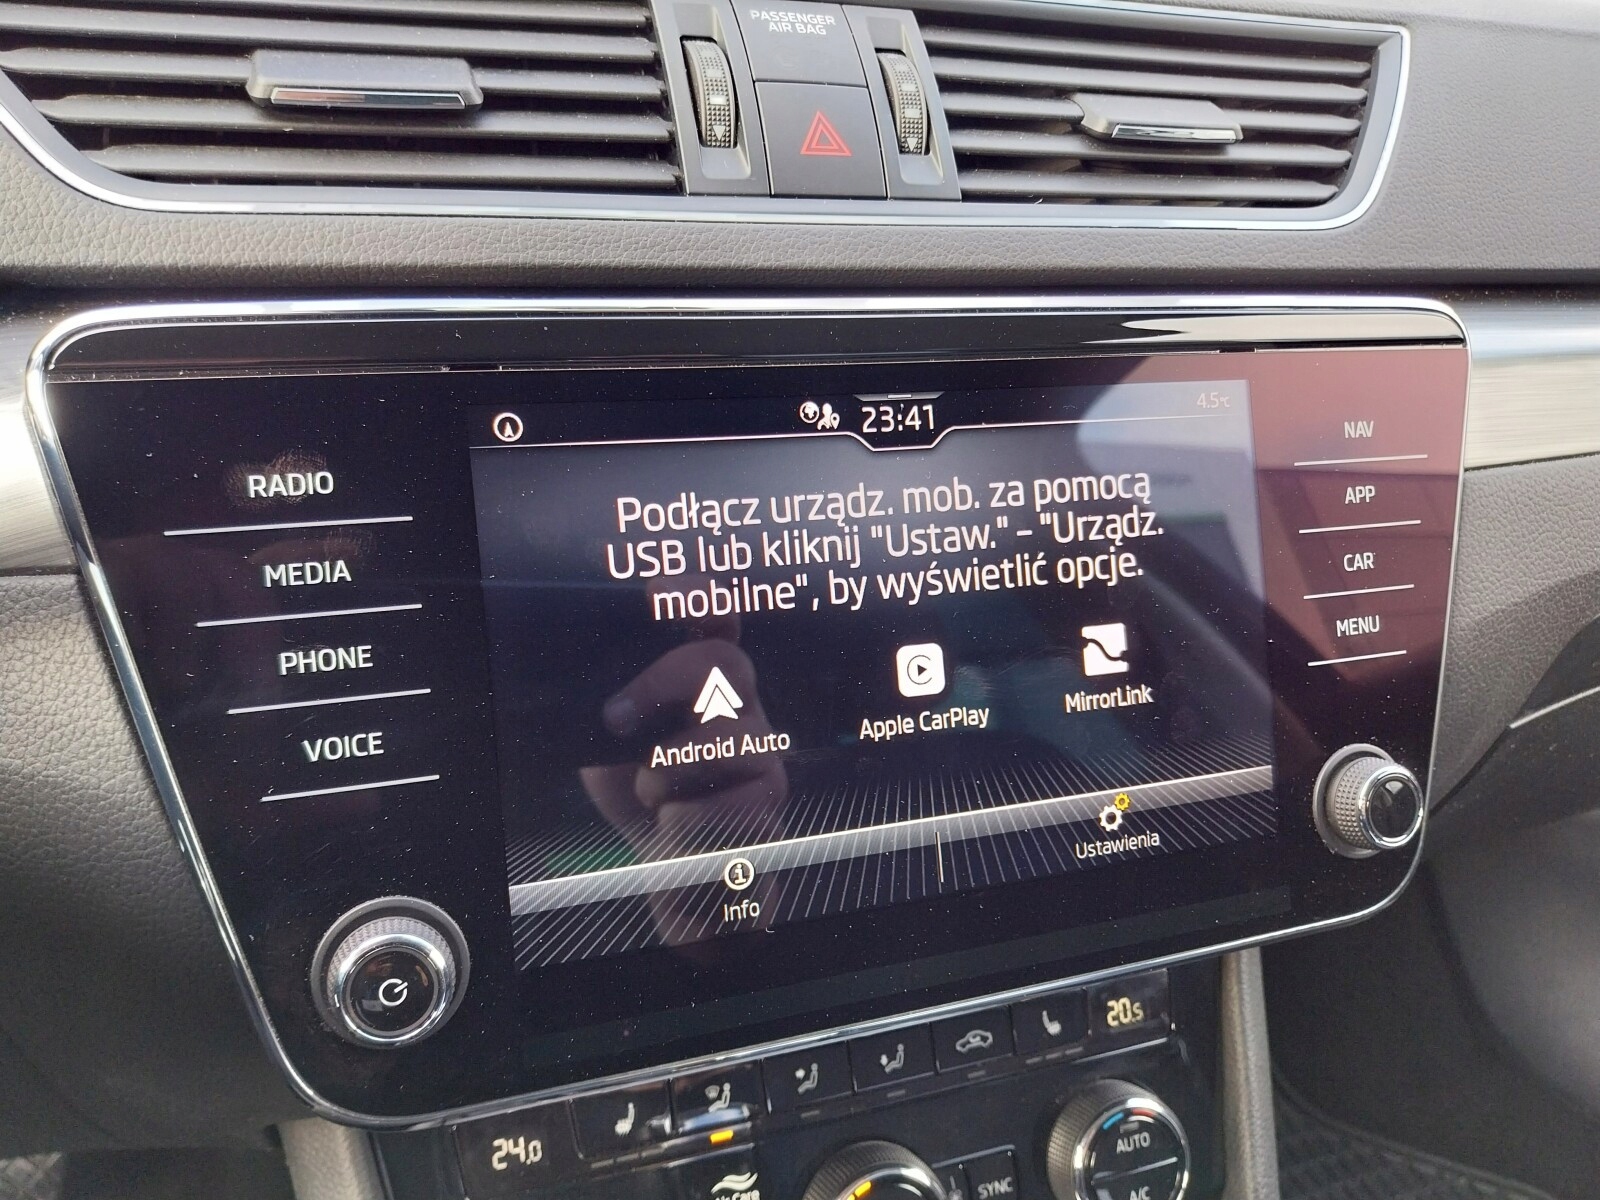 PASSENGER
AIR BAG
23:41
4.5°C
RADIO
MEDIA
PHONE
VOICE
Podłącz urządz. mob. za pomocą
USB lub kliknij "Ustaw." - "Urządz.
mobilne", by wyświetlić opcje.
Android Auto
Apple CarPlay
MirrorLink
Info
Ustawienia
NAV
APP
CAR
MENU
24.0
20.5
Care
SYNC
AUTO
A/C